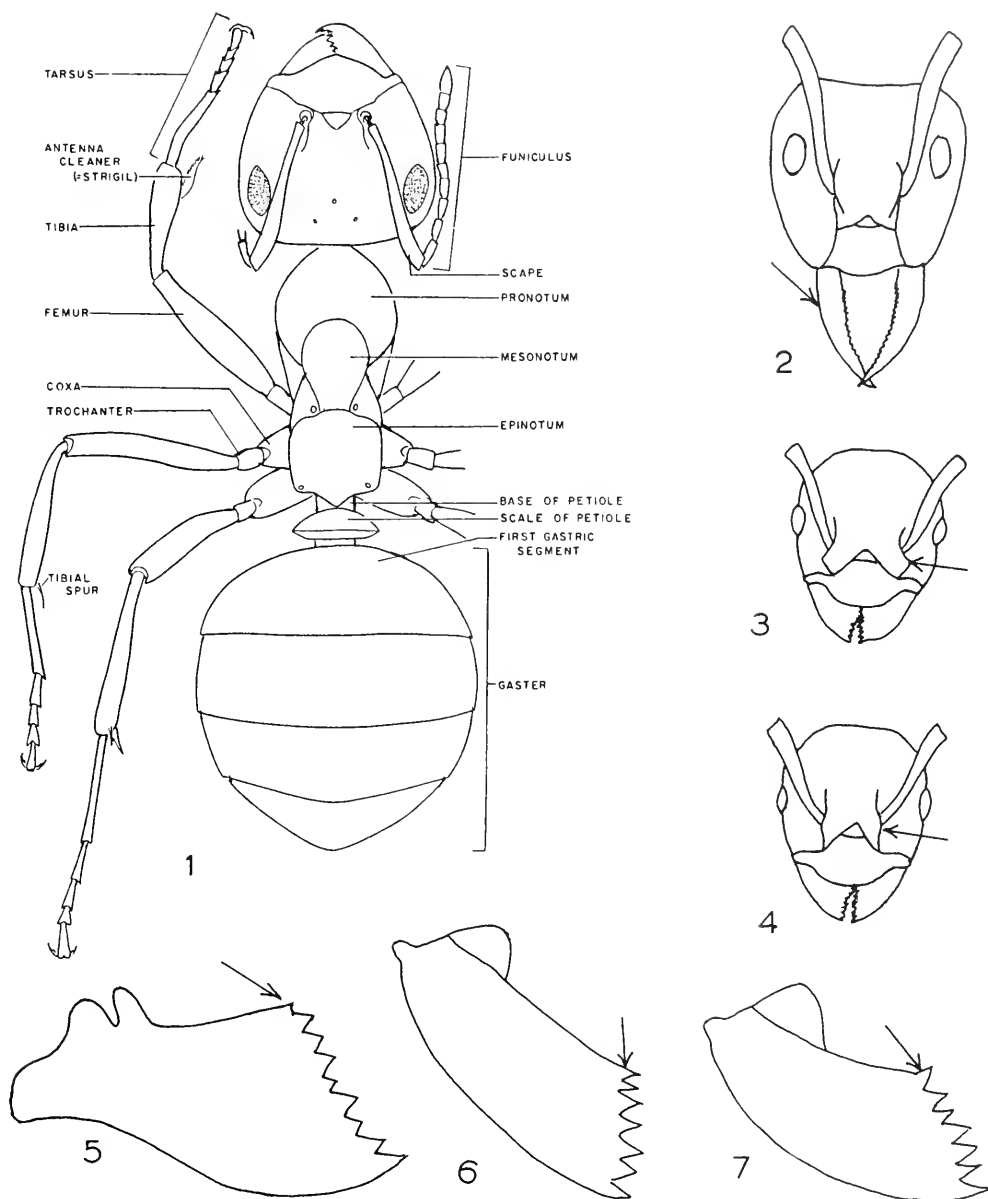 TARSUS
ANTENNA
CLEANER
(=STRIGIL)
TIBIA
FEMUR
COXA
TROCHANTER
TIBIAL
SPUR
FUNICULUS
SCAPE
PRONOTUM
MESONOTUM
EPINOTUM
BASE OF PETIOLE
SCALE OF PETIOLE
FIRST GASTRIC
SEGMENT
GASTER
1
2
3
4
5
6
7